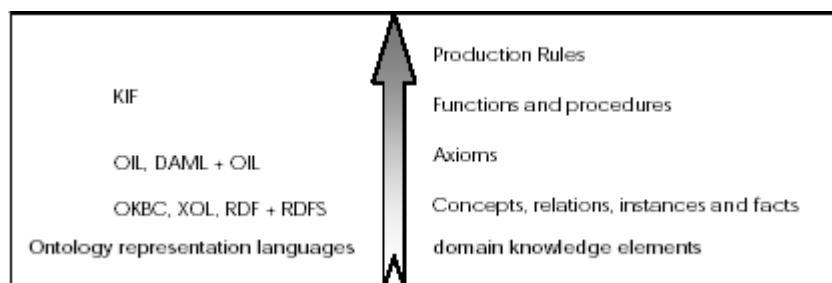 Production Rules
KIF
Functions and procedures
OIL, DAML + OIL
Axioms
OKBC, XOL, RDF + RDFS
Concepts, relations, instances and facts
Ontology representation languages
domain knowledge elements